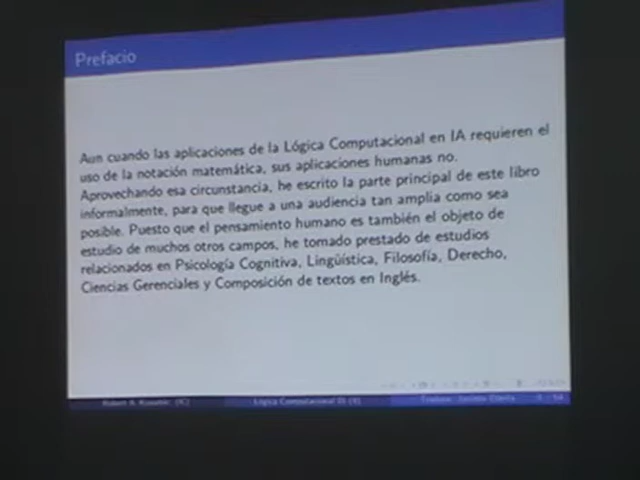 Prefacio
Aun cuando las aplicaciones de la Lógica Computacional en IA requieren el
uso de la notación matemática, sus aplicaciones humanas no.
Aprovechando esa circunstancia, he escrito la parte principal de este libro
informalmente, para que llegue a una audiencia tan amplia como sea
posible. Puesto que el pensamiento humano es también el objeto de
estudio de muchos otros campos, he tomado prestado de estudios
relacionados en Psicología Cognitiva, Lingüística, Filosofía, Derecho,
Ciencias Gerenciales y Composición de textos en Inglés.
Lógica Computacional